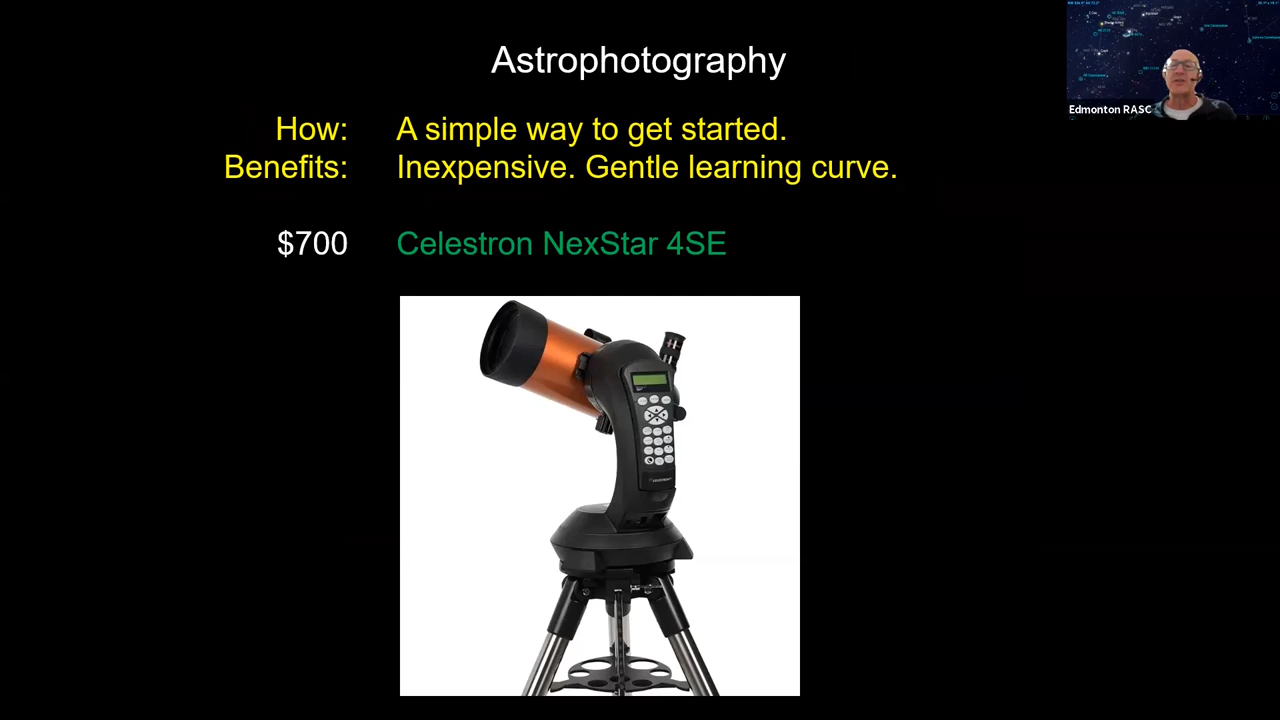 Astrophotography
How: A simple way to get started.
Benefits: Inexpensive. Gentle learning curve.
$700 Celestron NexStar 4SE
Edmonton RASC